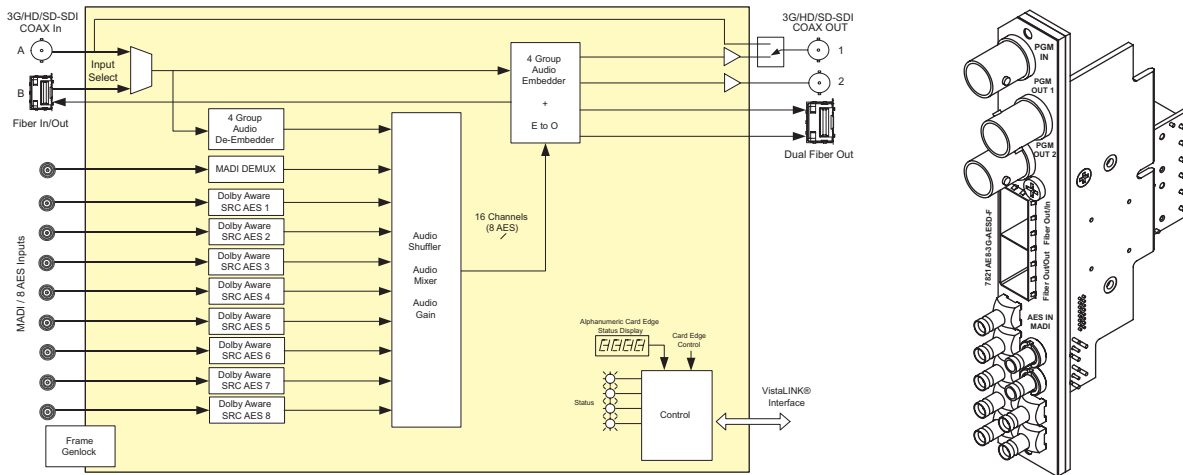 3G/HD/SD-SDI
COAX In
A
Input
Select
B
Fiber In/Out
3G/HD/SD-SDI
COAX OUT
1
2
Dual Fiber Out
4 Group
Audio
Embedder
+
E to O
4 Group
Audio
De-Embedder
MADI DEMUX
Dolby Aware
SRC AES 1
Dolby Aware
SRC AES 2
Dolby Aware
SRC AES 3
Dolby Aware
SRC AES 4
Dolby Aware
SRC AES 5
Dolby Aware
SRC AES 6
Dolby Aware
SRC AES 7
Dolby Aware
SRC AES 8
MADI / 8 AES Inputs
Audio
Shuffler
Audio
Mixer
Audio
Gain
16 Channels
(8 AES)
Alphanumeric Card Edge
Status Display
Card Edge
Control
Status
Control
VistaLINK®
Interface
Frame
Genlock
PGM
IN
PGM
OUT 1
PGM
OUT 2
7821AE8-3G-AESD-F
Fiber Out/In
Fiber Out/Out
AES IN
MADI